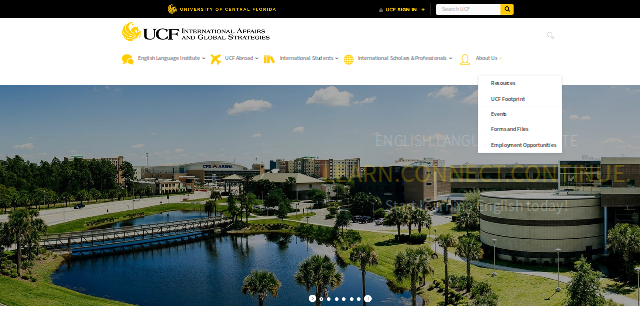 UNIVERSITY OF CENTRAL FLORIDA
UCF SIGN IN
Search UCF
UCF International Affairs
and Global Strategies
English Language Institute
UCF Abroad
International Students
International Scholars & Professionals
About Us
Resources
UCF Footprint
Events
Forms and Files
Employment Opportunities
ENGLISH LANGUAGE INSTITUTE
LEARN.CONNECT.CONTINUE
Start learning English today!
CFE ARENA